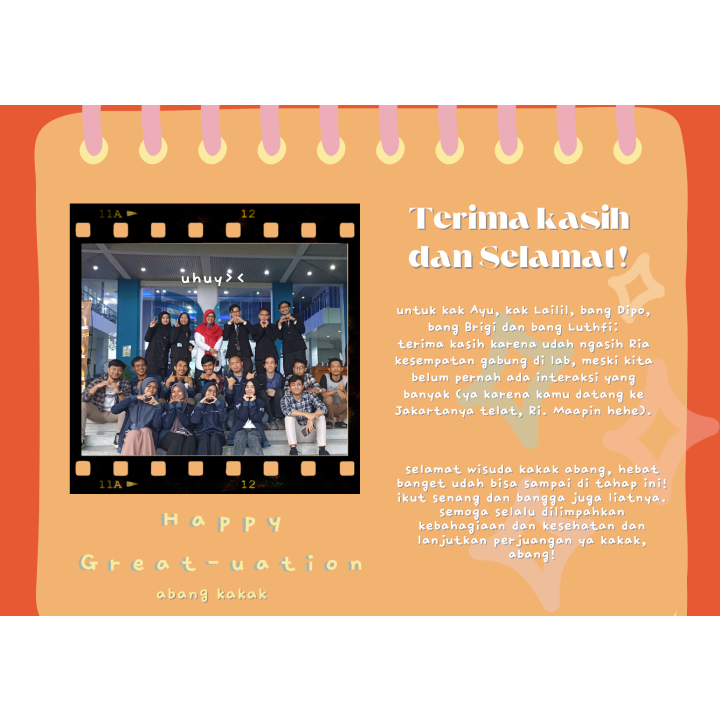 11A 12
uhuy><
11A 12
Happy
Great-uation
abang kakak
Terima kasih
dan Selamat!
untuk kak Ayu, kak Lailil, bang Dipo,
bang Brigi dan bang Luthfi:
terima kasih karena udah ngasih Ria
kesempatan gabung di lab, meski kita
belum pernah ada interaksi yang
banyak (ya karena kamu datang ke
Jakartanya telat, Ri. Maapin hehe).
selamat wisuda kakak abang, hebat
banget udah bisa sampai di tahap ini!
ikut senang dan bangga juga liatnya.
semoga selalu dilimpahkan
kebahagiaan dan kesehatan dan
lanjutkan perjuangan ya kakak,
abang!